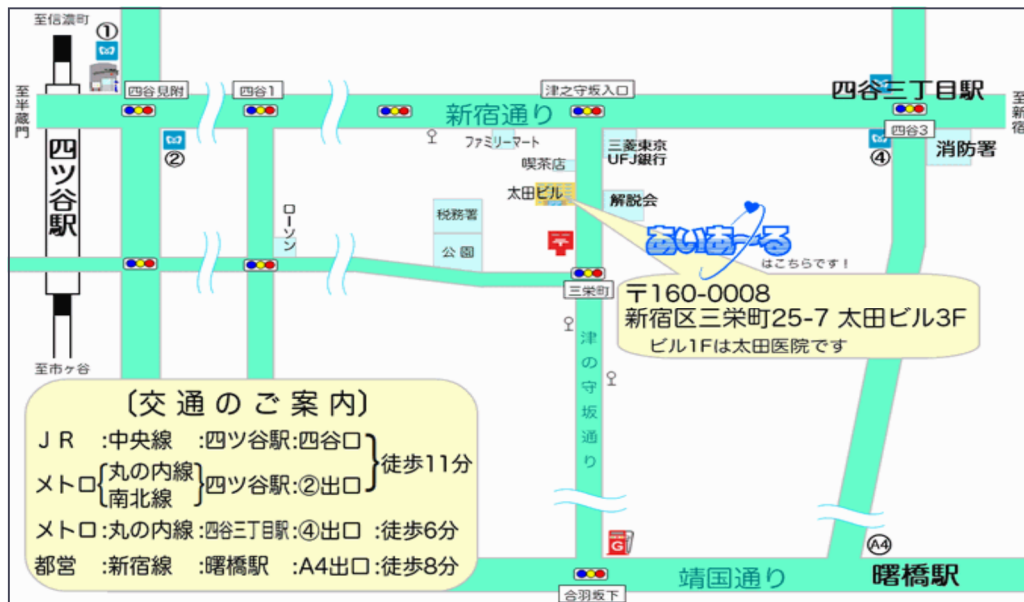 至信濃町
①
四谷見附
四谷1
津之守坂入口
四谷三丁目駅
至半蔵門
至新宿
新宿通り
四谷3
②
ファミリーマート
三菱東京
UFJ銀行
④
消防署
四ツ谷駅
喫茶店
太田ビル
解説会
ローソン
税務署
公園
あいあーる
はこちらです！
三栄町
〒160-0008
新宿区三栄町25-7 太田ビル3F
ビル1Fは太田医院です
至市ヶ谷
津の守坂通り
〔交通のご案内〕
ＪＲ :中央線 :四ツ谷駅:四谷口
メトロ{丸の内線 南北線}四ツ谷駅:②出口
}徒歩11分
メトロ:丸の内線:四谷三丁目駅:④出口:徒歩6分
都営 :新宿線 :曙橋駅 :A4出口:徒歩8分
G
A4
靖国通り
曙橋駅
合羽坂下